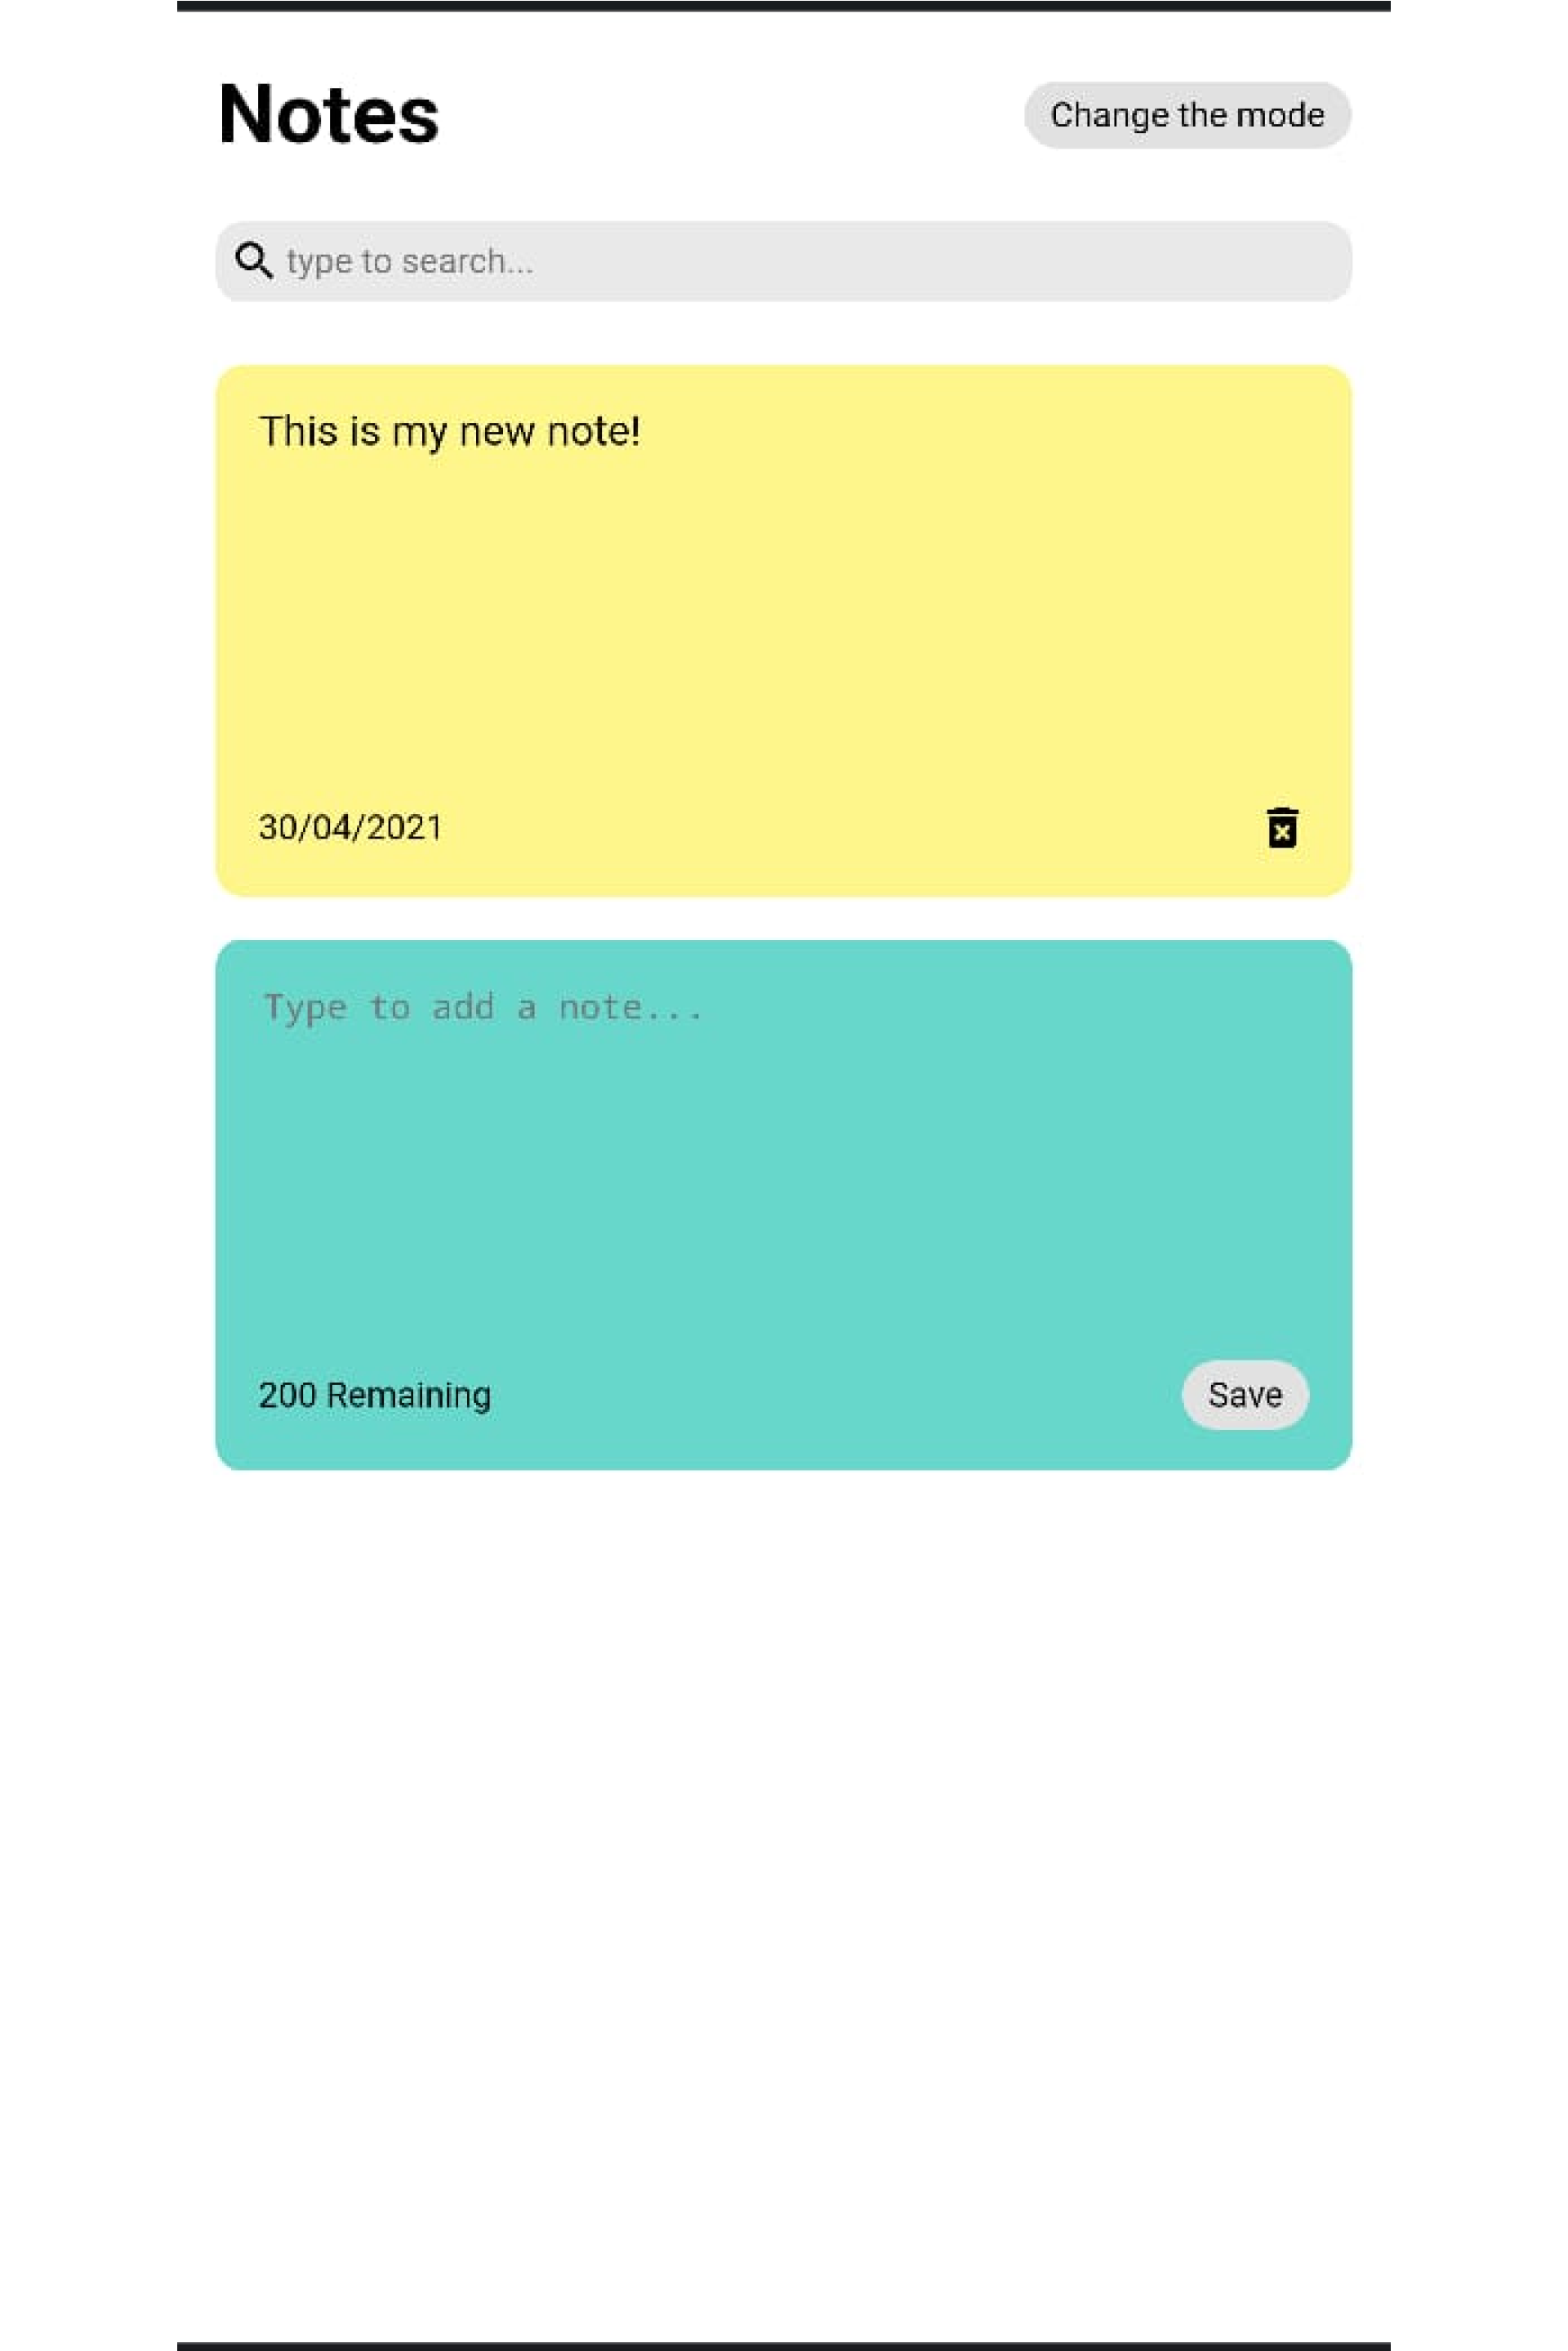 Notes
Change the mode
type to search...
This is my new note!
30/04/2021
Type to add a note...
200 Remaining
Save